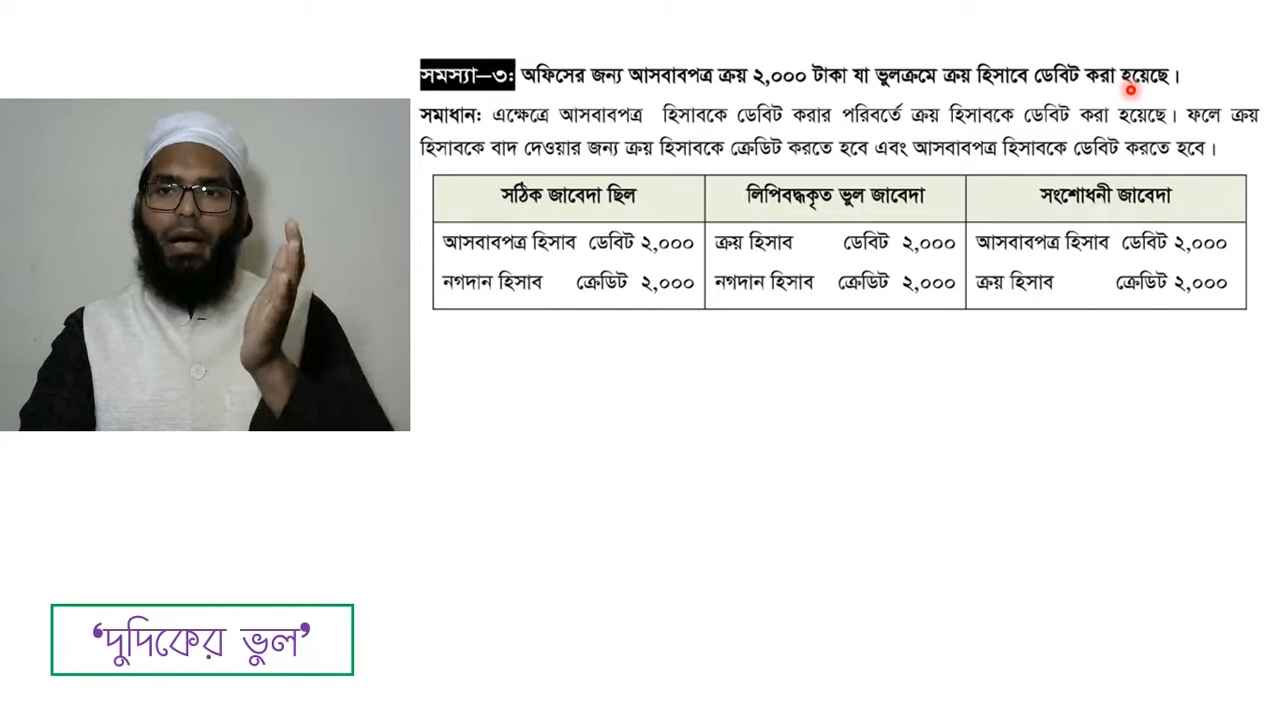 সমস্যা–৩: অফিসের জন্য আসবাবপত্র ক্রয় ২,০০০ টাকা যা ভুলক্রমে ক্রয় হিসাবে ডেবিট করা হয়েছে।
সমাধান: এক্ষেত্রে আসবাবপত্র হিসাবকে ডেবিট করার পরিবর্তে ক্রয় হিসাবকে ডেবিট করা হয়েছে। ফলে ক্রয়
হিসাবকে বাদ দেওয়ার জন্য ক্রয় হিসাবকে ক্রেডিট করতে হবে এবং আসবাবপত্র হিসাবকে ডেবিট করতে হবে।
সঠিক জাবেদা ছিল লিপিবদ্ধকৃত ভুল জাবেদা সংশোধনী জাবেদা
আসবাবপত্র হিসাব ডেবিট ২,০০০ ক্রয় হিসাব ডেবিট ২,০০০ আসবাবপত্র হিসাব ডেবিট ২,০০০
নগদান হিসাব ক্রেডিট ২,০০০ নগদান হিসাব ক্রেডিট ২,০০০ ক্রয় হিসাব ক্রেডিট ২,০০০
‘দুদিকের ভুল’